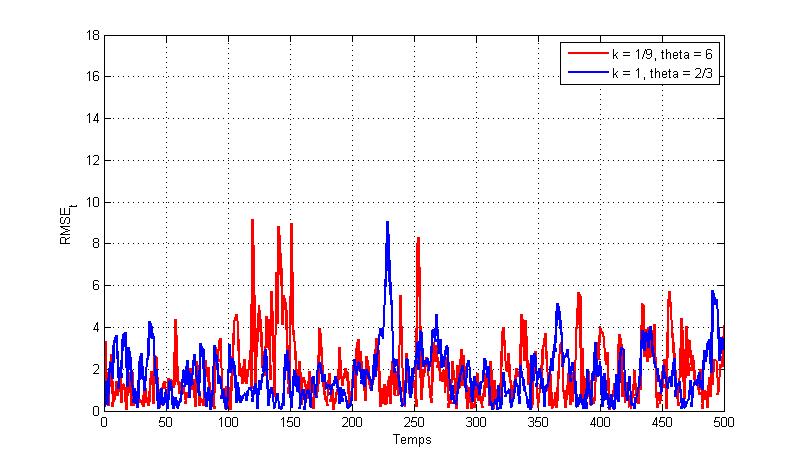 18
16
14
12
10
8
6
4
2
0
RMSE_t
k = 1/9, theta = 6
k = 1, theta = 2/3
0 50 100 150 200 250 300 350 400 450 500
Temps